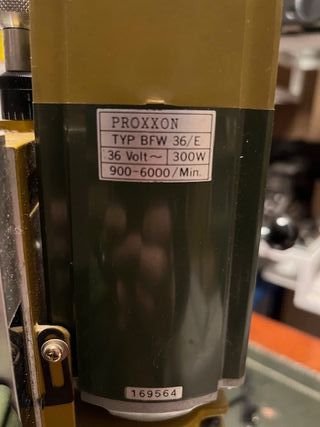 PROXXON
TYP BFW 36/E
36 Volt~ 300W
900-6000/Min.
169564